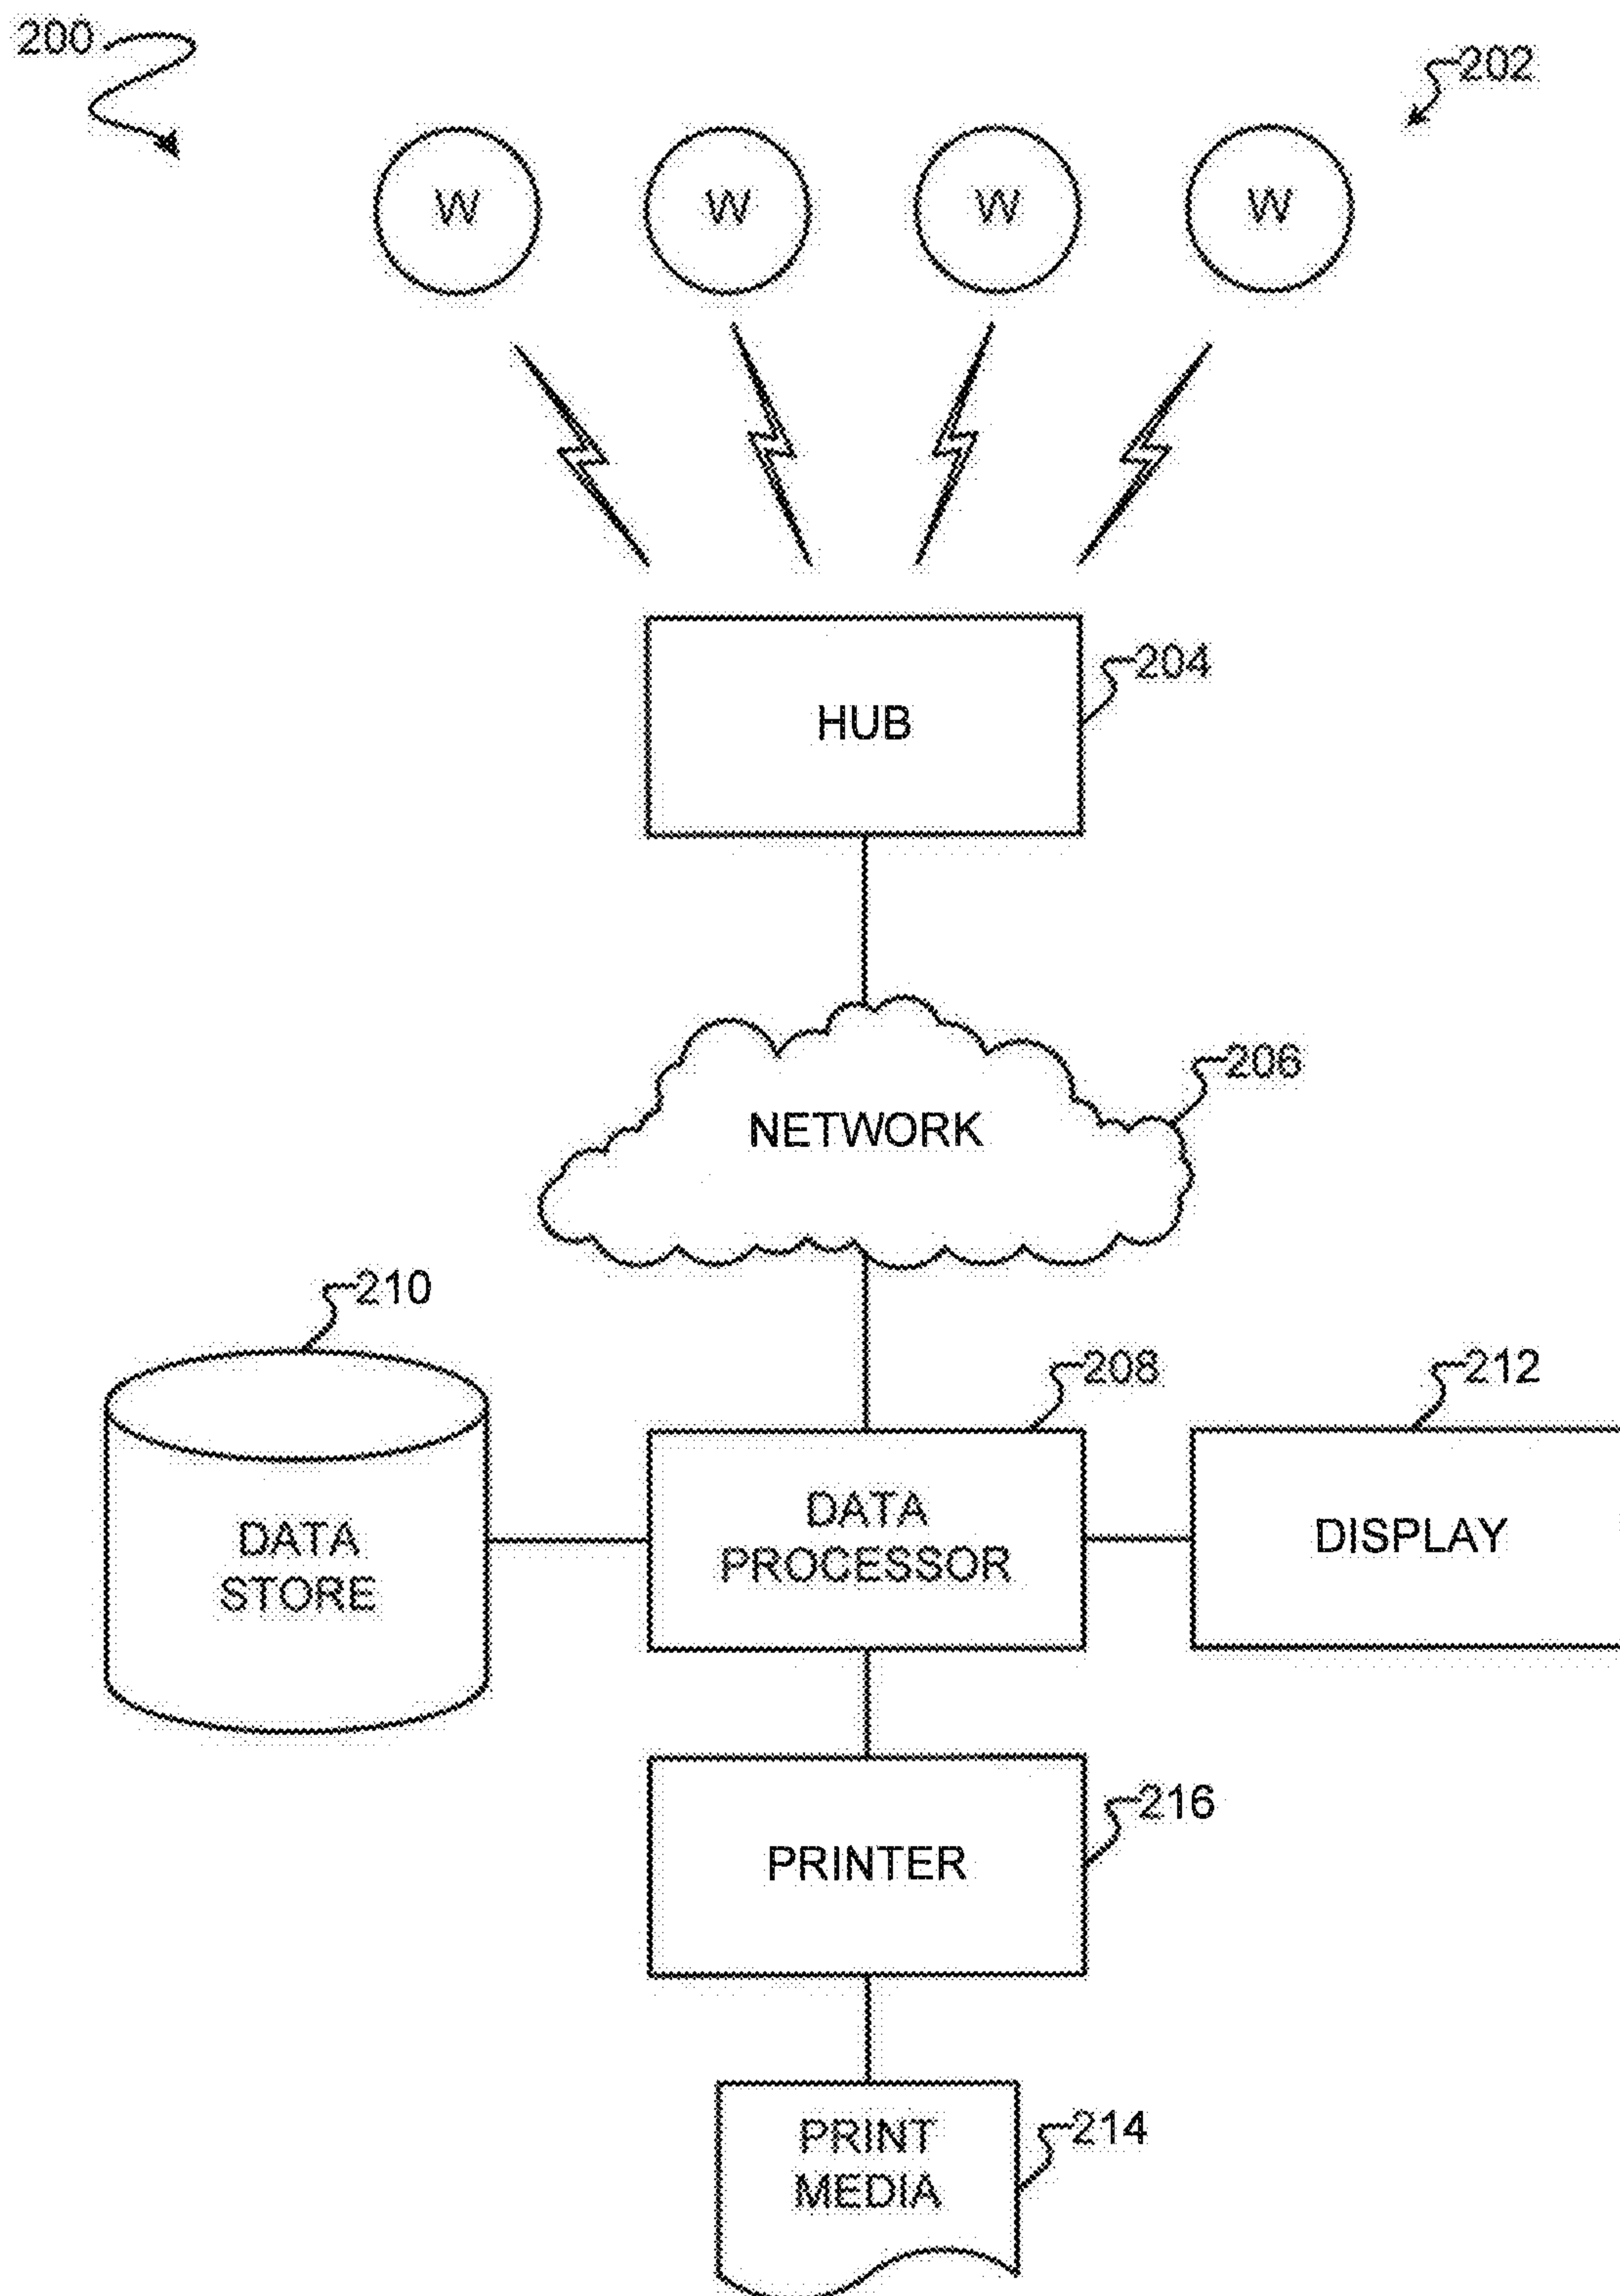 200
202
W W W W
HUB
204
NETWORK
206
210
208
212
DATA
STORE
DATA
PROCESSOR
DISPLAY
PRINTER
216
PRINT
MEDIA
214